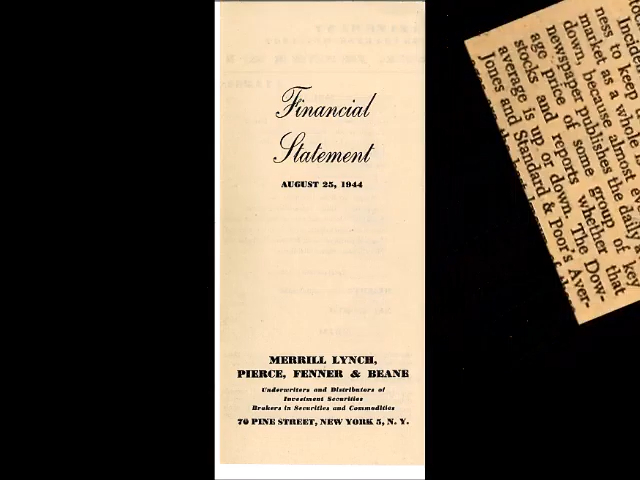 Financial
Statement
AUGUST 25, 1944
MERRILL LYNCH,
PIERCE, FENNER & BEANE
Underwriters and Distributors of
Investment Securities
Brokers in Securities and Commodities
70 PINE STREET, NEW YORK 5, N. Y.
ness to keep
market as a whole
down, because almost
newspaper publishes the daily
age price of some group of key
stocks and reports whether that
average is up or down. The Dow-
Jones and Standard & Poor's Aver-